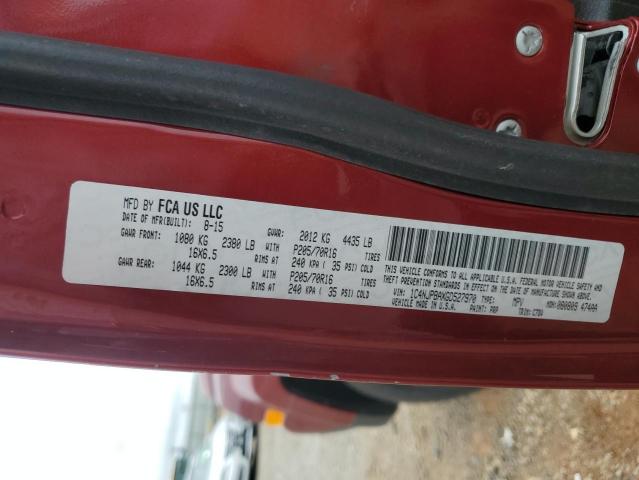 MFD BY FCA US LLC
DATE OF MFR(BUILT): 8-15 GVWR: 2012 KG 4435 LB
GAWR FRONT: 1080 KG 2380 LB WITH P205/70R16 TIRES
16X6.5 RIMS AT 240 KPA ( 35 PSI) COLD
GAWR REAR: 1044 KG 2300 LB WITH P205/70R16 TIRES
16X6.5 RIMS AT 240 KPA ( 35 PSI) COLD
THIS VEHICLE CONFORMS TO ALL APPLICABLE U.S.A. FEDERAL MOTOR VEHICLE SAFETY AND
THEFT PREVENTION STANDARDS IN EFFECT ON THE DATE OF MANUFACTURE SHOWN ABOVE.
VIN: TYPE: MPV MDH:
VEHICLE MADE IN U.S.A. PAINT: PRP TRIM: